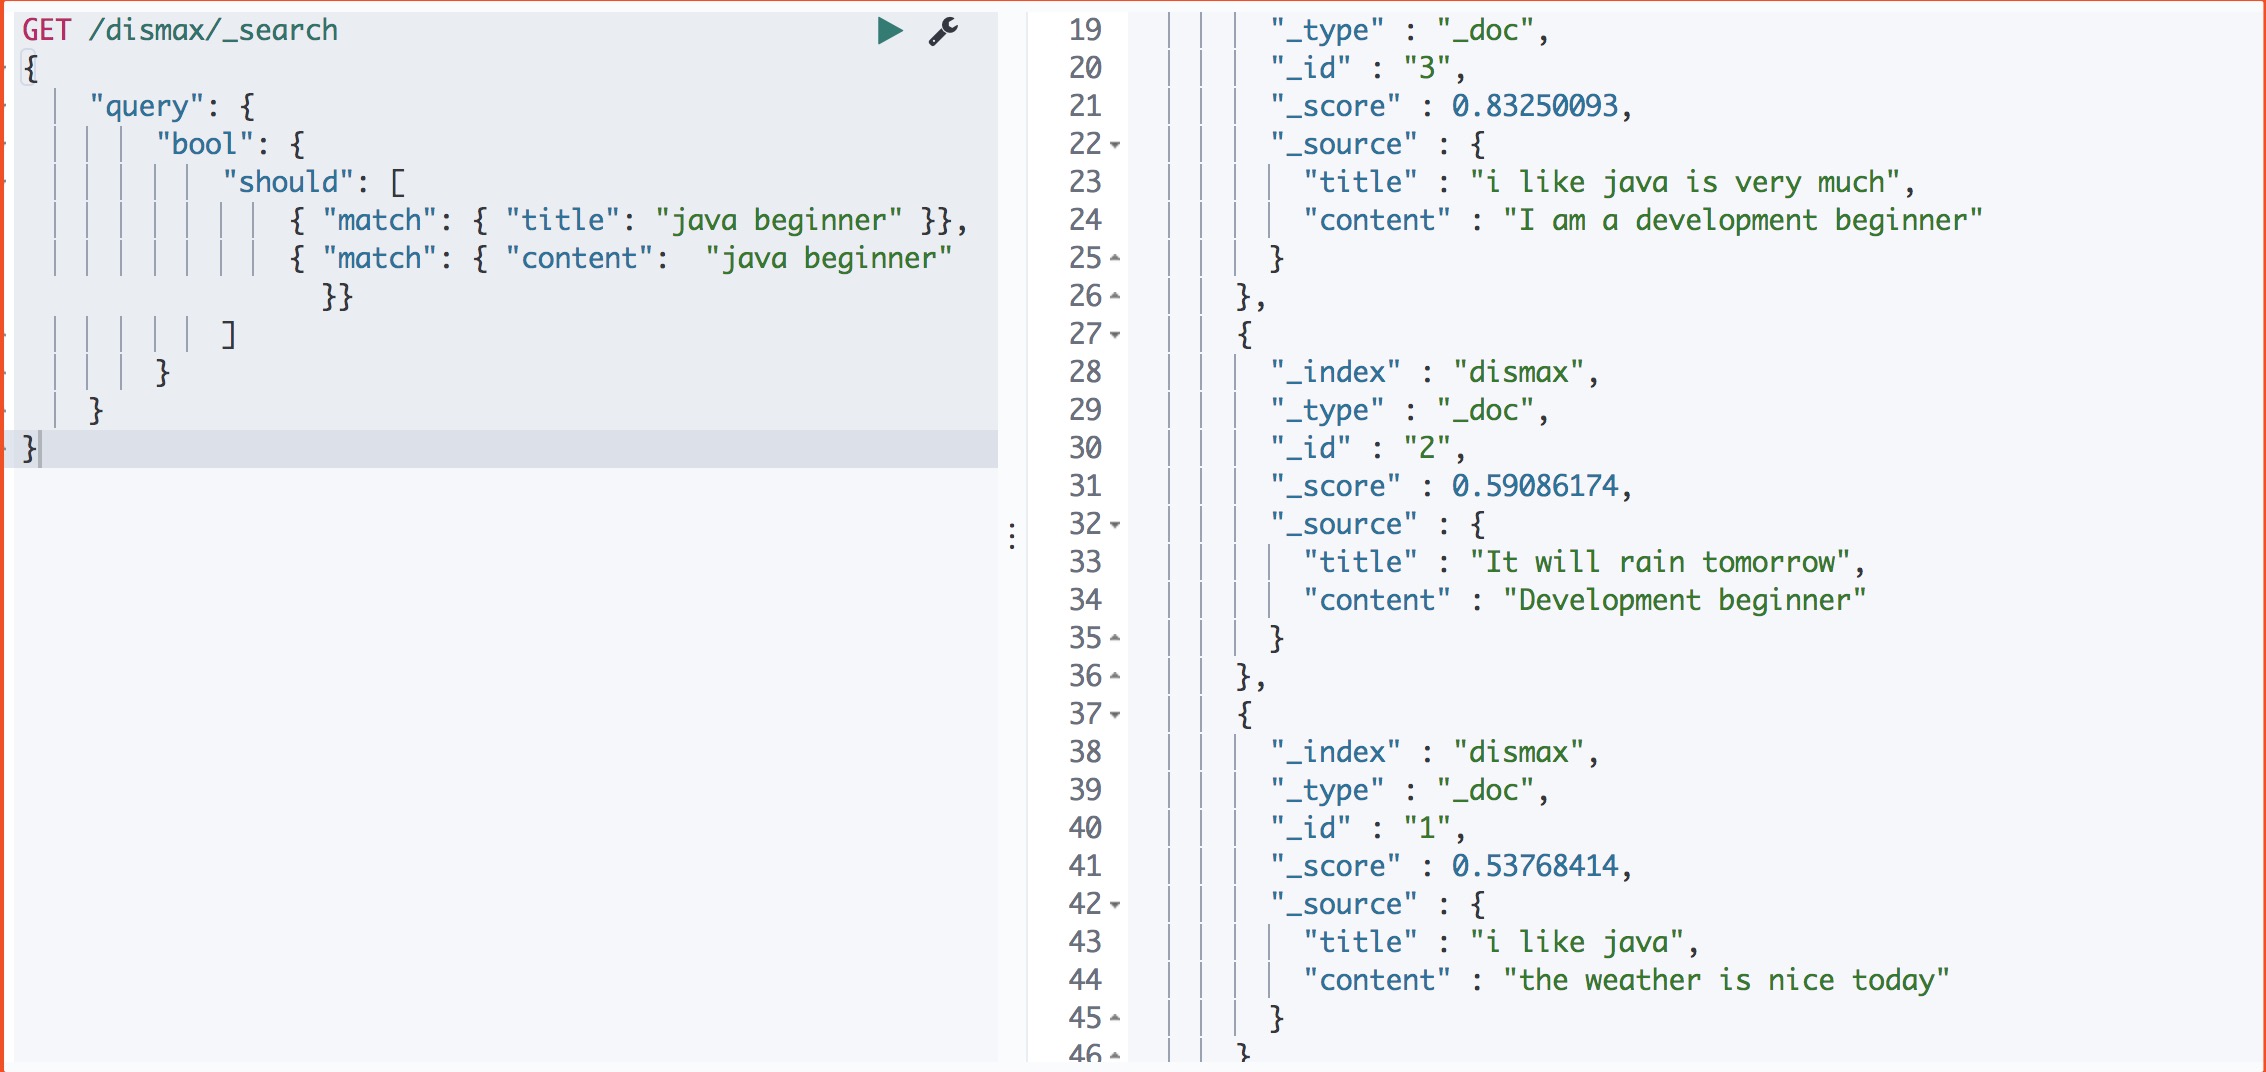 GET /dismax/_search
{
"query": {
"bool": {
"should": [
{ "match": { "title": "java beginner" }},
{ "match": { "content":  "java beginner"
}}
]
}
}
}
19 "_type" : "_doc",
20 "_id" : "3",
21 "_score" : 0.83250093,
22 "_source" : {
23 "title" : "i like java is very much",
24 "content" : "I am a development beginner"
25 }
26 },
27 {
28 "_index" : "dismax",
29 "_type" : "_doc",
30 "_id" : "2",
31 "_score" : 0.59086174,
32 "_source" : {
33 "title" : "It will rain tomorrow",
34 "content" : "Development beginner"
35 }
36 },
37 {
38 "_index" : "dismax",
39 "_type" : "_doc",
40 "_id" : "1",
41 "_score" : 0.53768414,
42 "_source" : {
43 "title" : "i like java",
44 "content" : "the weather is nice today"
45 }
46 }